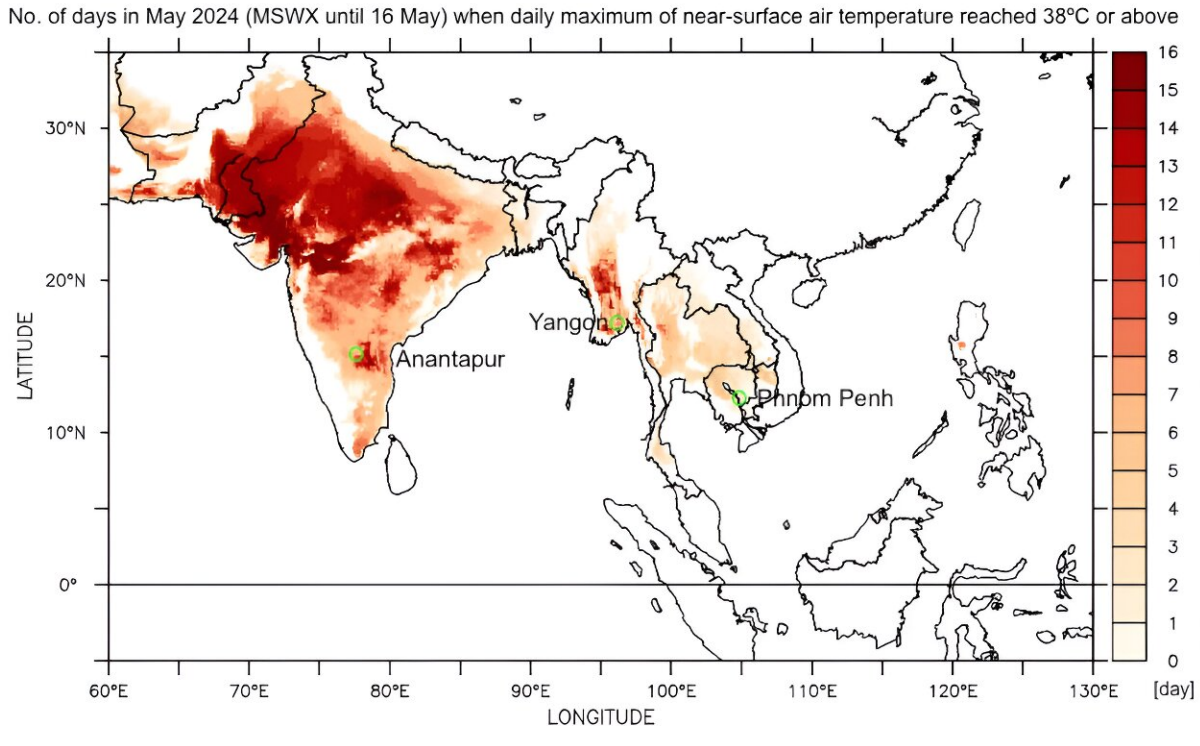 No. of days in May 2024 (MSWX until 16 May) when daily maximum of near-surface air temperature reached 38ºC or above
16
15
14
13
12
11
10
9
8
7
6
5
4
3
2
1
0
[day]
30°N
20°N
10°N
0°
LATITUDE
Yangon
Anantapur
Phnom Penh
60°E 70°E 80°E 90°E 100°E 110°E 120°E 130°E
LONGITUDE